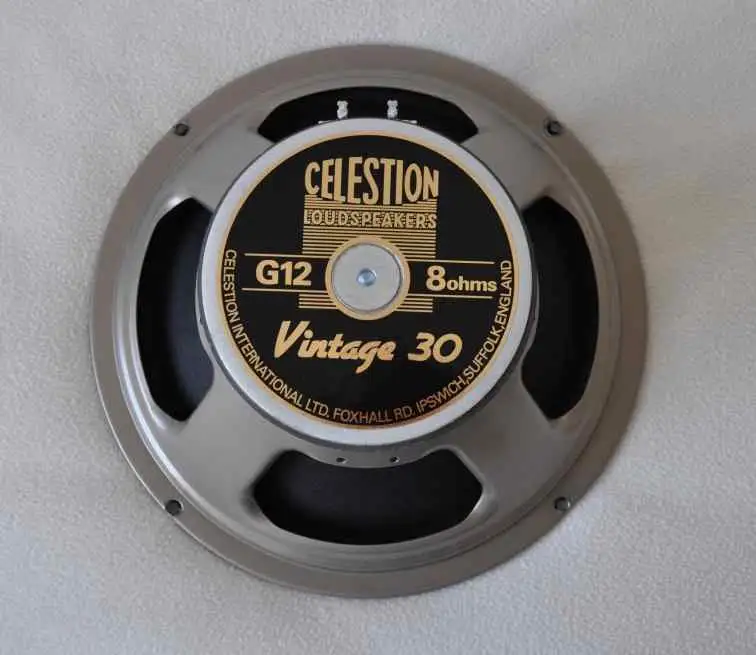 CELESTION
LOUDSPEAKERS
G12 8ohms
Vintage 30
CELESTION INTERNATIONAL LTD. FOXHALL RD. IPSWICH, SUFFOLK, ENGLAND